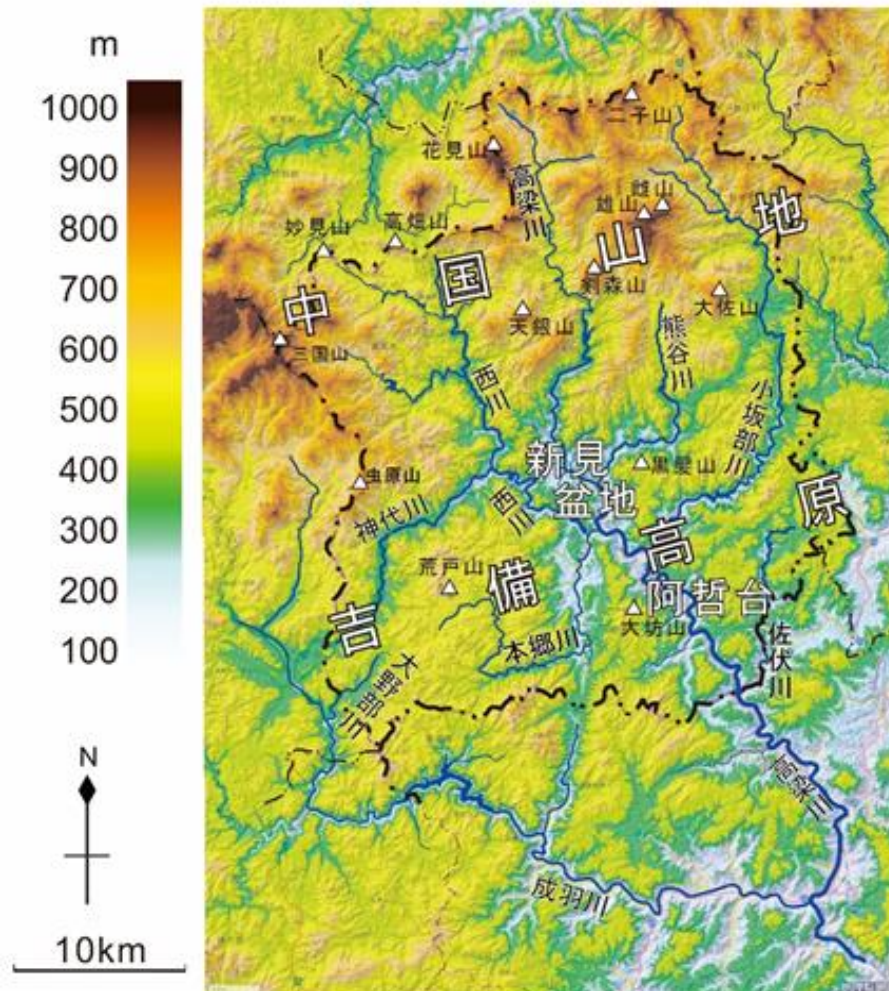 m
1000
900
800
700
600
500
400
300
200
100
N
10km
二子山
花見山
高梁川
雌山
雄山
地
妙見山
高畑山
山
国
中
剣森山
大佐山
天銀山
三国山
熊谷川
西川
小坂部川
新見
盆地
黒髪山
虫原山
神代川
西川
原
高
荒戸山
備
阿哲台
大坊山
吉
本郷川
佐伏川
大野部川
高梁川
成羽川